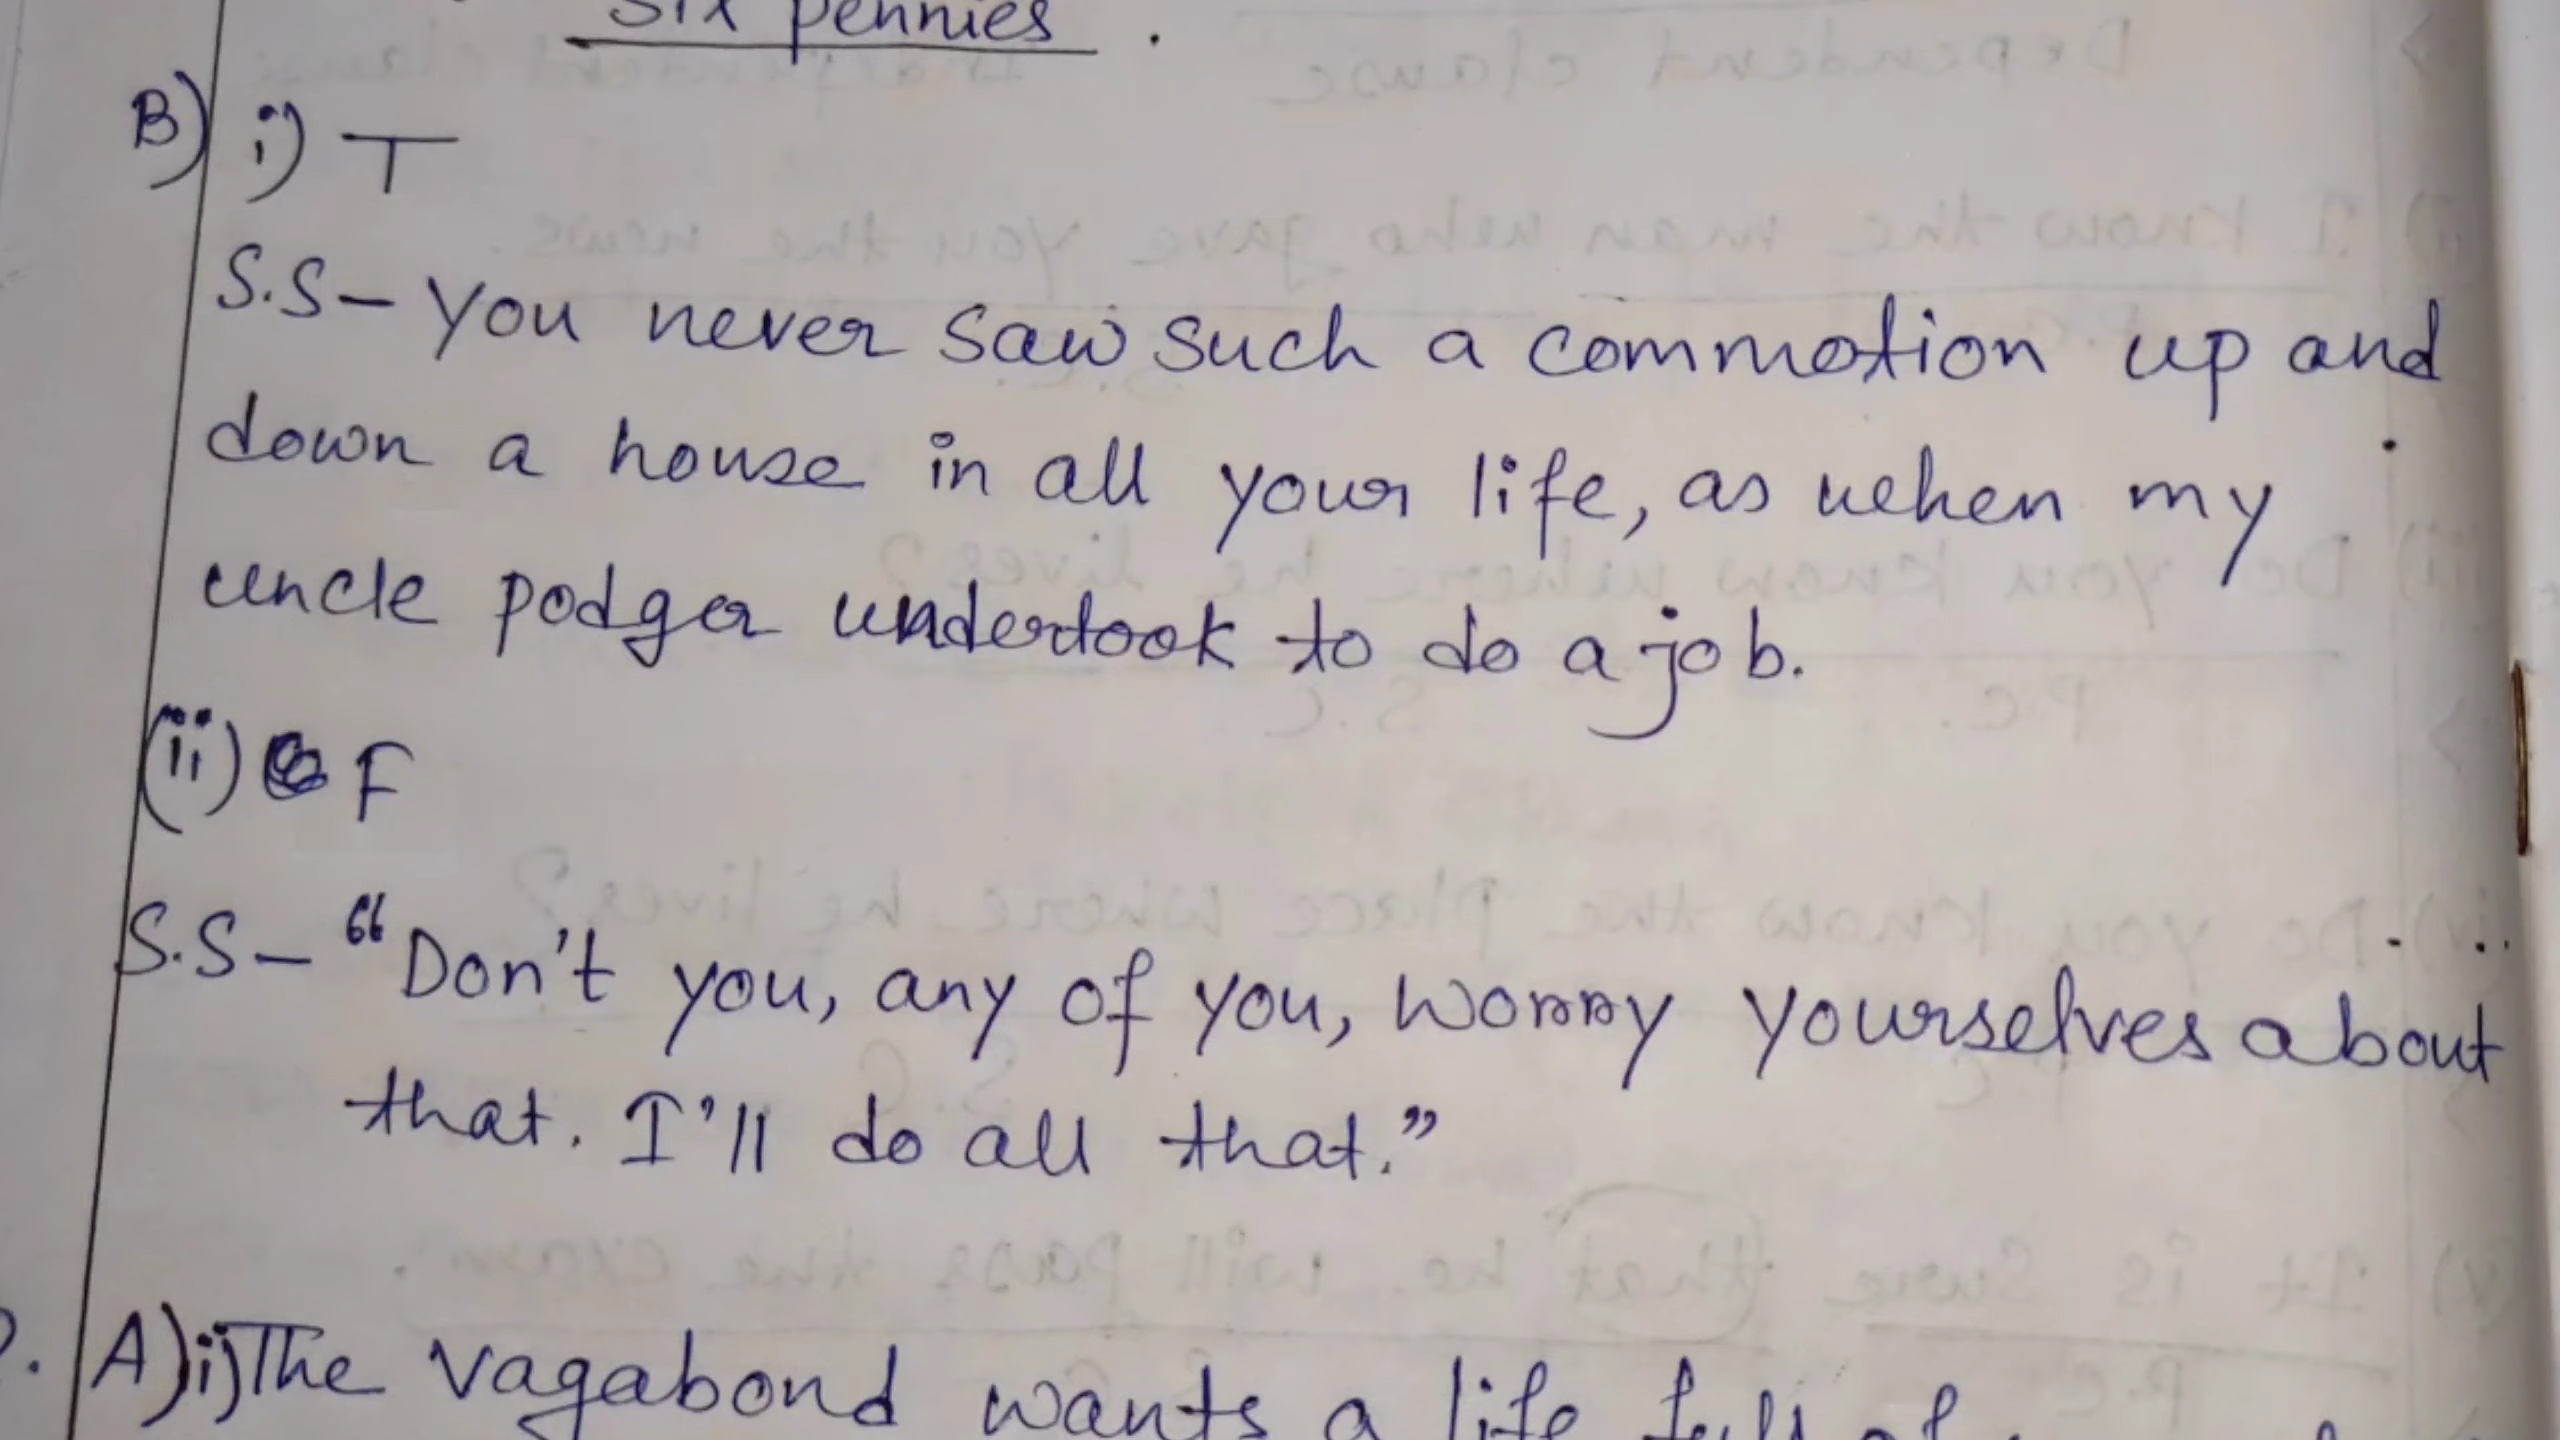 Six pennies.
B) i) T
S.S- You never saw such a commotion up and
down a house in all your life, as when my
uncle podger undertook to do a job.
(ii) F
S.S- "Don't you, any of you, worry yourselves about
that. I'll do all that."
A)i)The vagabond wants a life full of